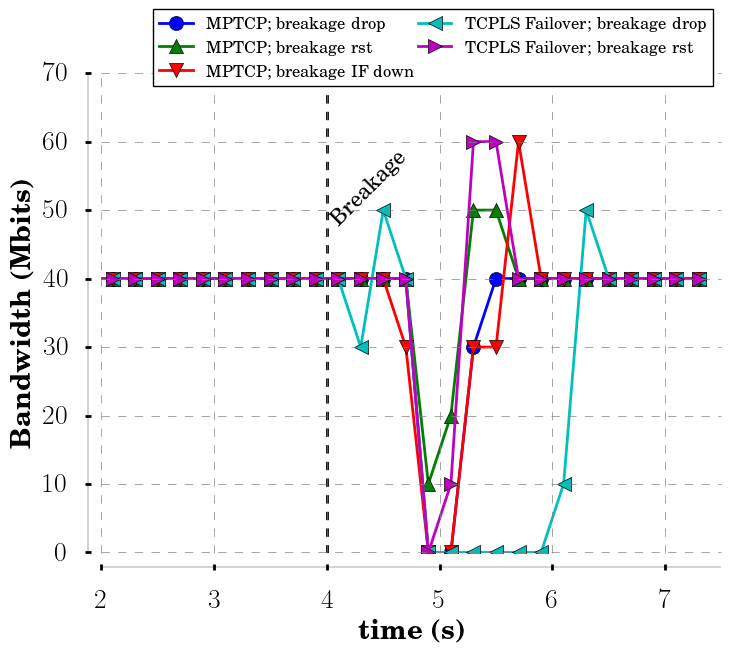 MPTCP; breakage drop
MPTCP; breakage rst
MPTCP; breakage IF down
TCPLS Failover; breakage drop
TCPLS Failover; breakage rst
70
60
50
40
30
20
10
0
Bandwidth (Mbits)
Breakage
2 3 4 5 6 7
time (s)